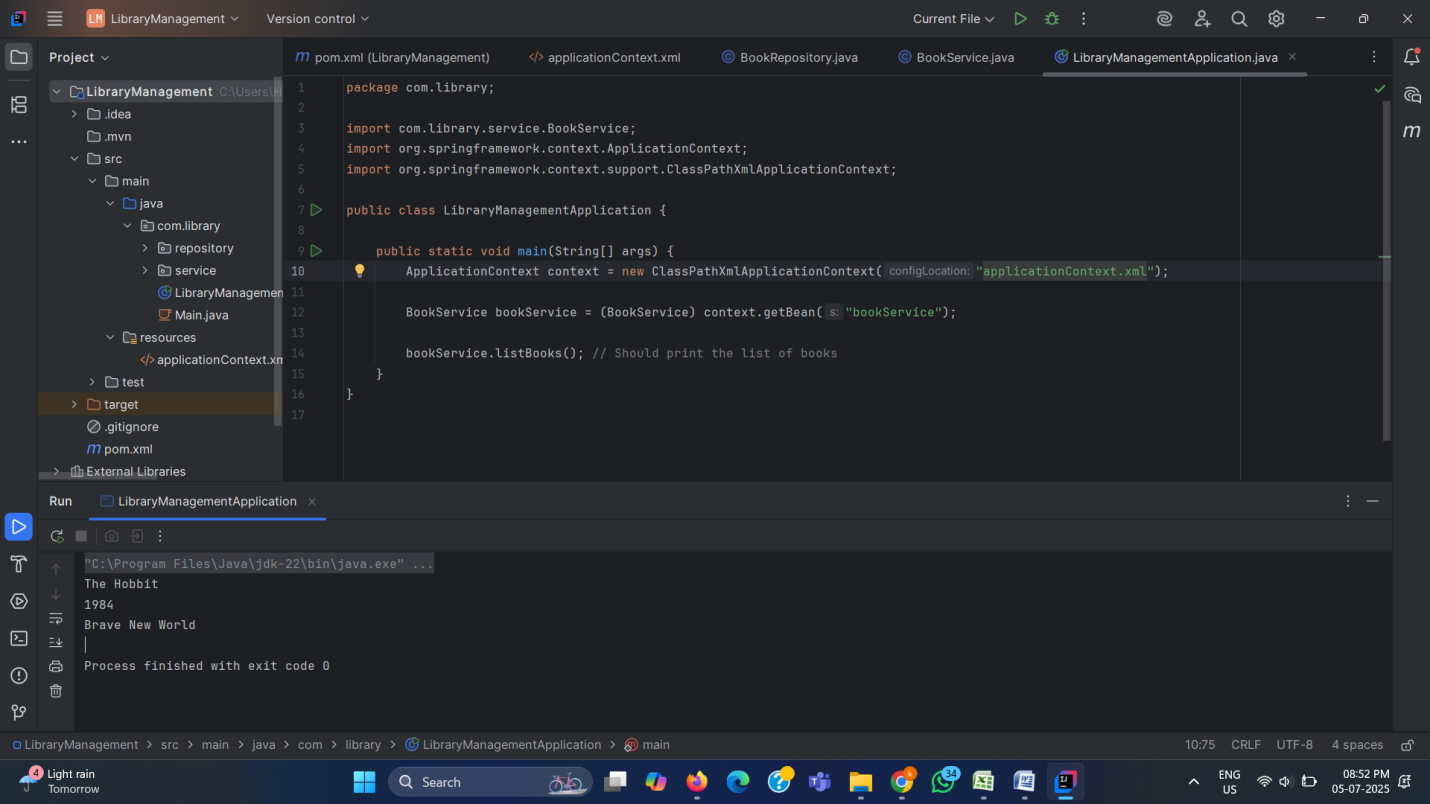 LM LibraryManagement Version control Current File
Project
pom.xml (LibraryManagement) applicationContext.xml BookRepository.java BookService.java LibraryManagementApplication.java
LibraryManagement C:\Users\H
.idea
.mvn
src
main
java
com.library
repository
service
LibraryManagemen
Main.java
resources
applicationContext.xm
test
target
.gitignore
pom.xml
External Libraries
1 package com.library;
2
3 import com.library.service.BookService;
4 import org.springframework.context.ApplicationContext;
5 import org.springframework.context.support.ClassPathXmlApplicationContext;
6
7 public class LibraryManagementApplication {
8
9 public static void main(String[] args) {
10 ApplicationContext context = new ClassPathXmlApplicationContext( configLocation: "applicationContext.xml");
11
12 BookService bookService = (BookService) context.getBean( s: "bookService");
13
14 bookService.listBooks(); // Should print the list of books
15 }
16 }
17
m
Run LibraryManagementApplication
"C:\Program Files\Java\jdk-22\bin\java.exe" ...
The Hobbit
1984
Brave New World
Process finished with exit code 0
LibraryManagement > src > main > java > com > library > LibraryManagementApplication > main 10:75 CRLF UTF-8 4 spaces
4 Light rain
Tomorrow
Search
34
ENG
US
08:52 PM
05-07-2025